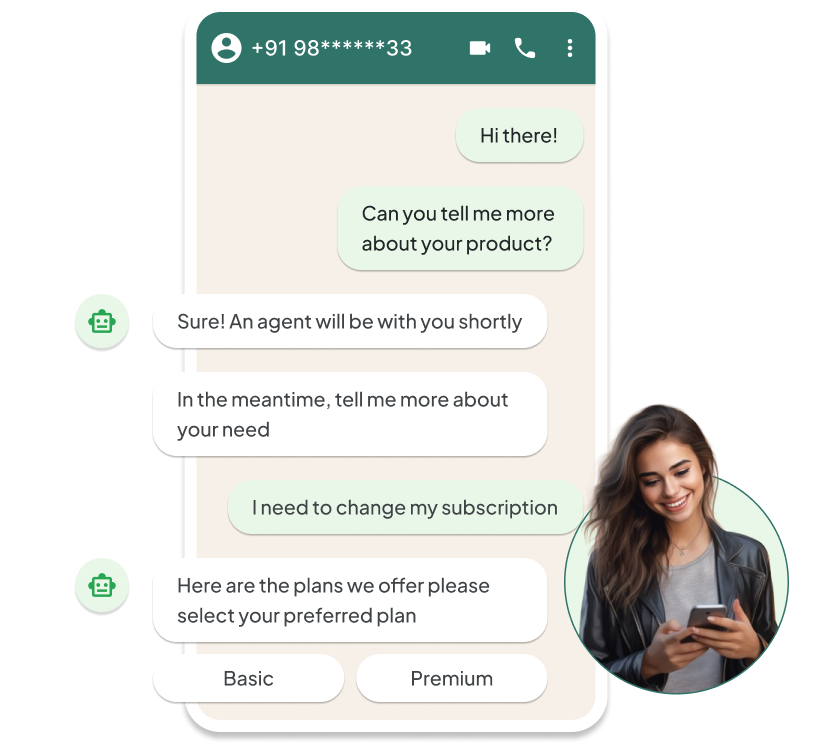 +91 98******33
Hi there!
Can you tell me more
about your product?
Sure! An agent will be with you shortly
In the meantime, tell me more about
your need
I need to change my subscription
Here are the plans we offer please
select your preferred plan
Basic
Premium